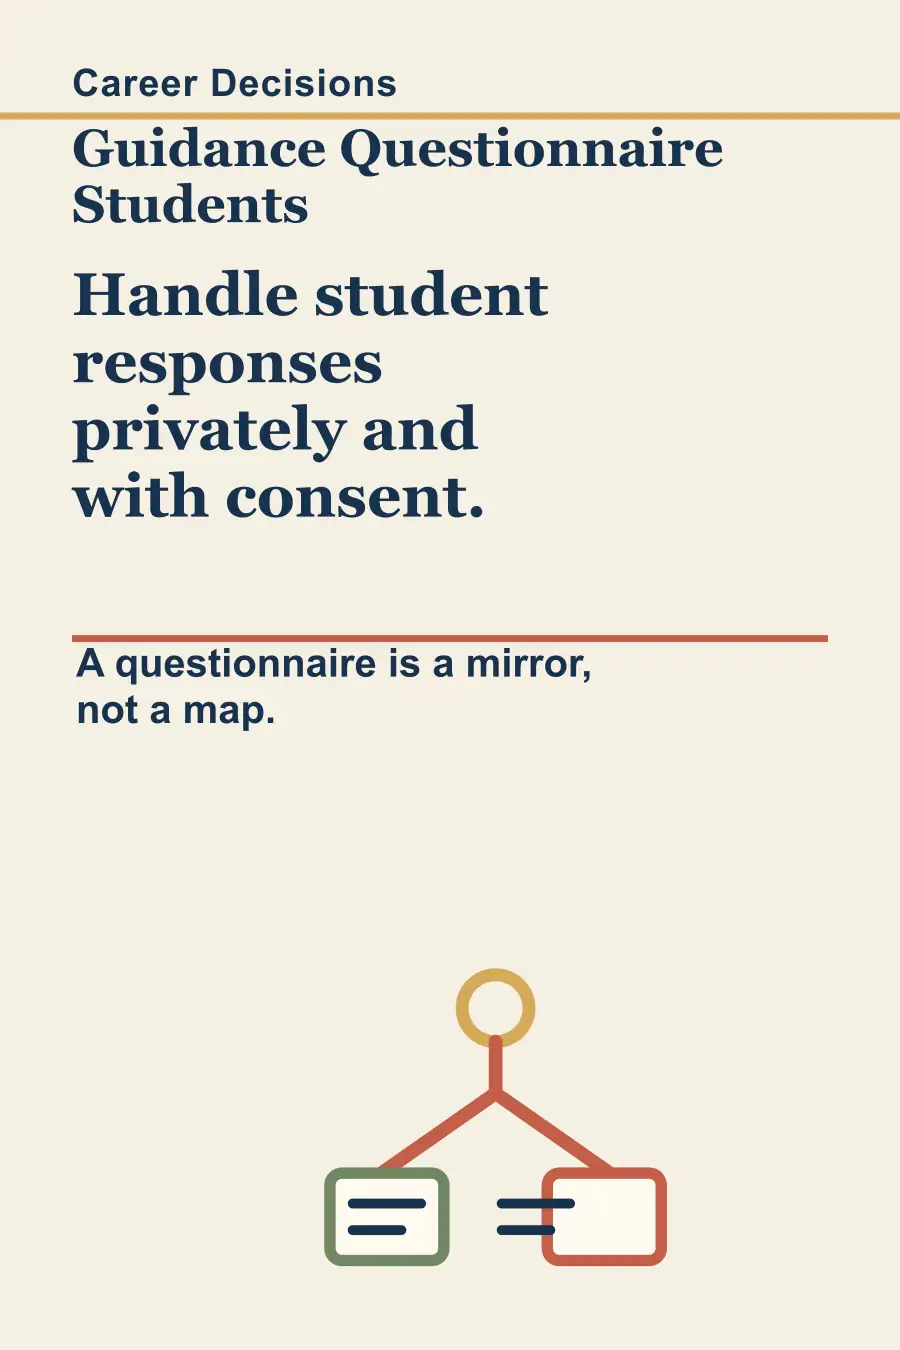 Career Decisions
Guidance Questionnaire
Students
Handle student
responses
privately and
with consent.
A questionnaire is a mirror,
not a map.